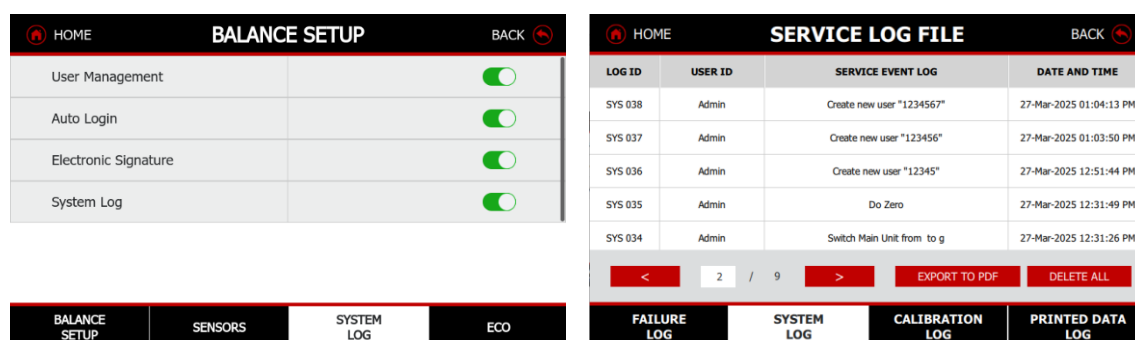 HOME BALANCE SETUP BACK
User Management
Auto Login
Electronic Signature
System Log
BALANCE SETUP SENSORS SYSTEM LOG ECO
HOME SERVICE LOG FILE BACK
LOG ID USER ID SERVICE EVENT LOG DATE AND TIME
SYS 038 Admin Create new user "1234567" 27-Mar-2025 01:04:13 PM
SYS 037 Admin Create new user "123456" 27-Mar-2025 01:03:50 PM
SYS 036 Admin Create new user "12345" 27-Mar-2025 12:51:44 PM
SYS 035 Admin Do Zero 27-Mar-2025 12:31:49 PM
SYS 034 Admin Switch Main Unit from to g 27-Mar-2025 12:31:26 PM
< 2 / 9 > EXPORT TO PDF DELETE ALL
FAILURE LOG SYSTEM LOG CALIBRATION LOG PRINTED DATA LOG